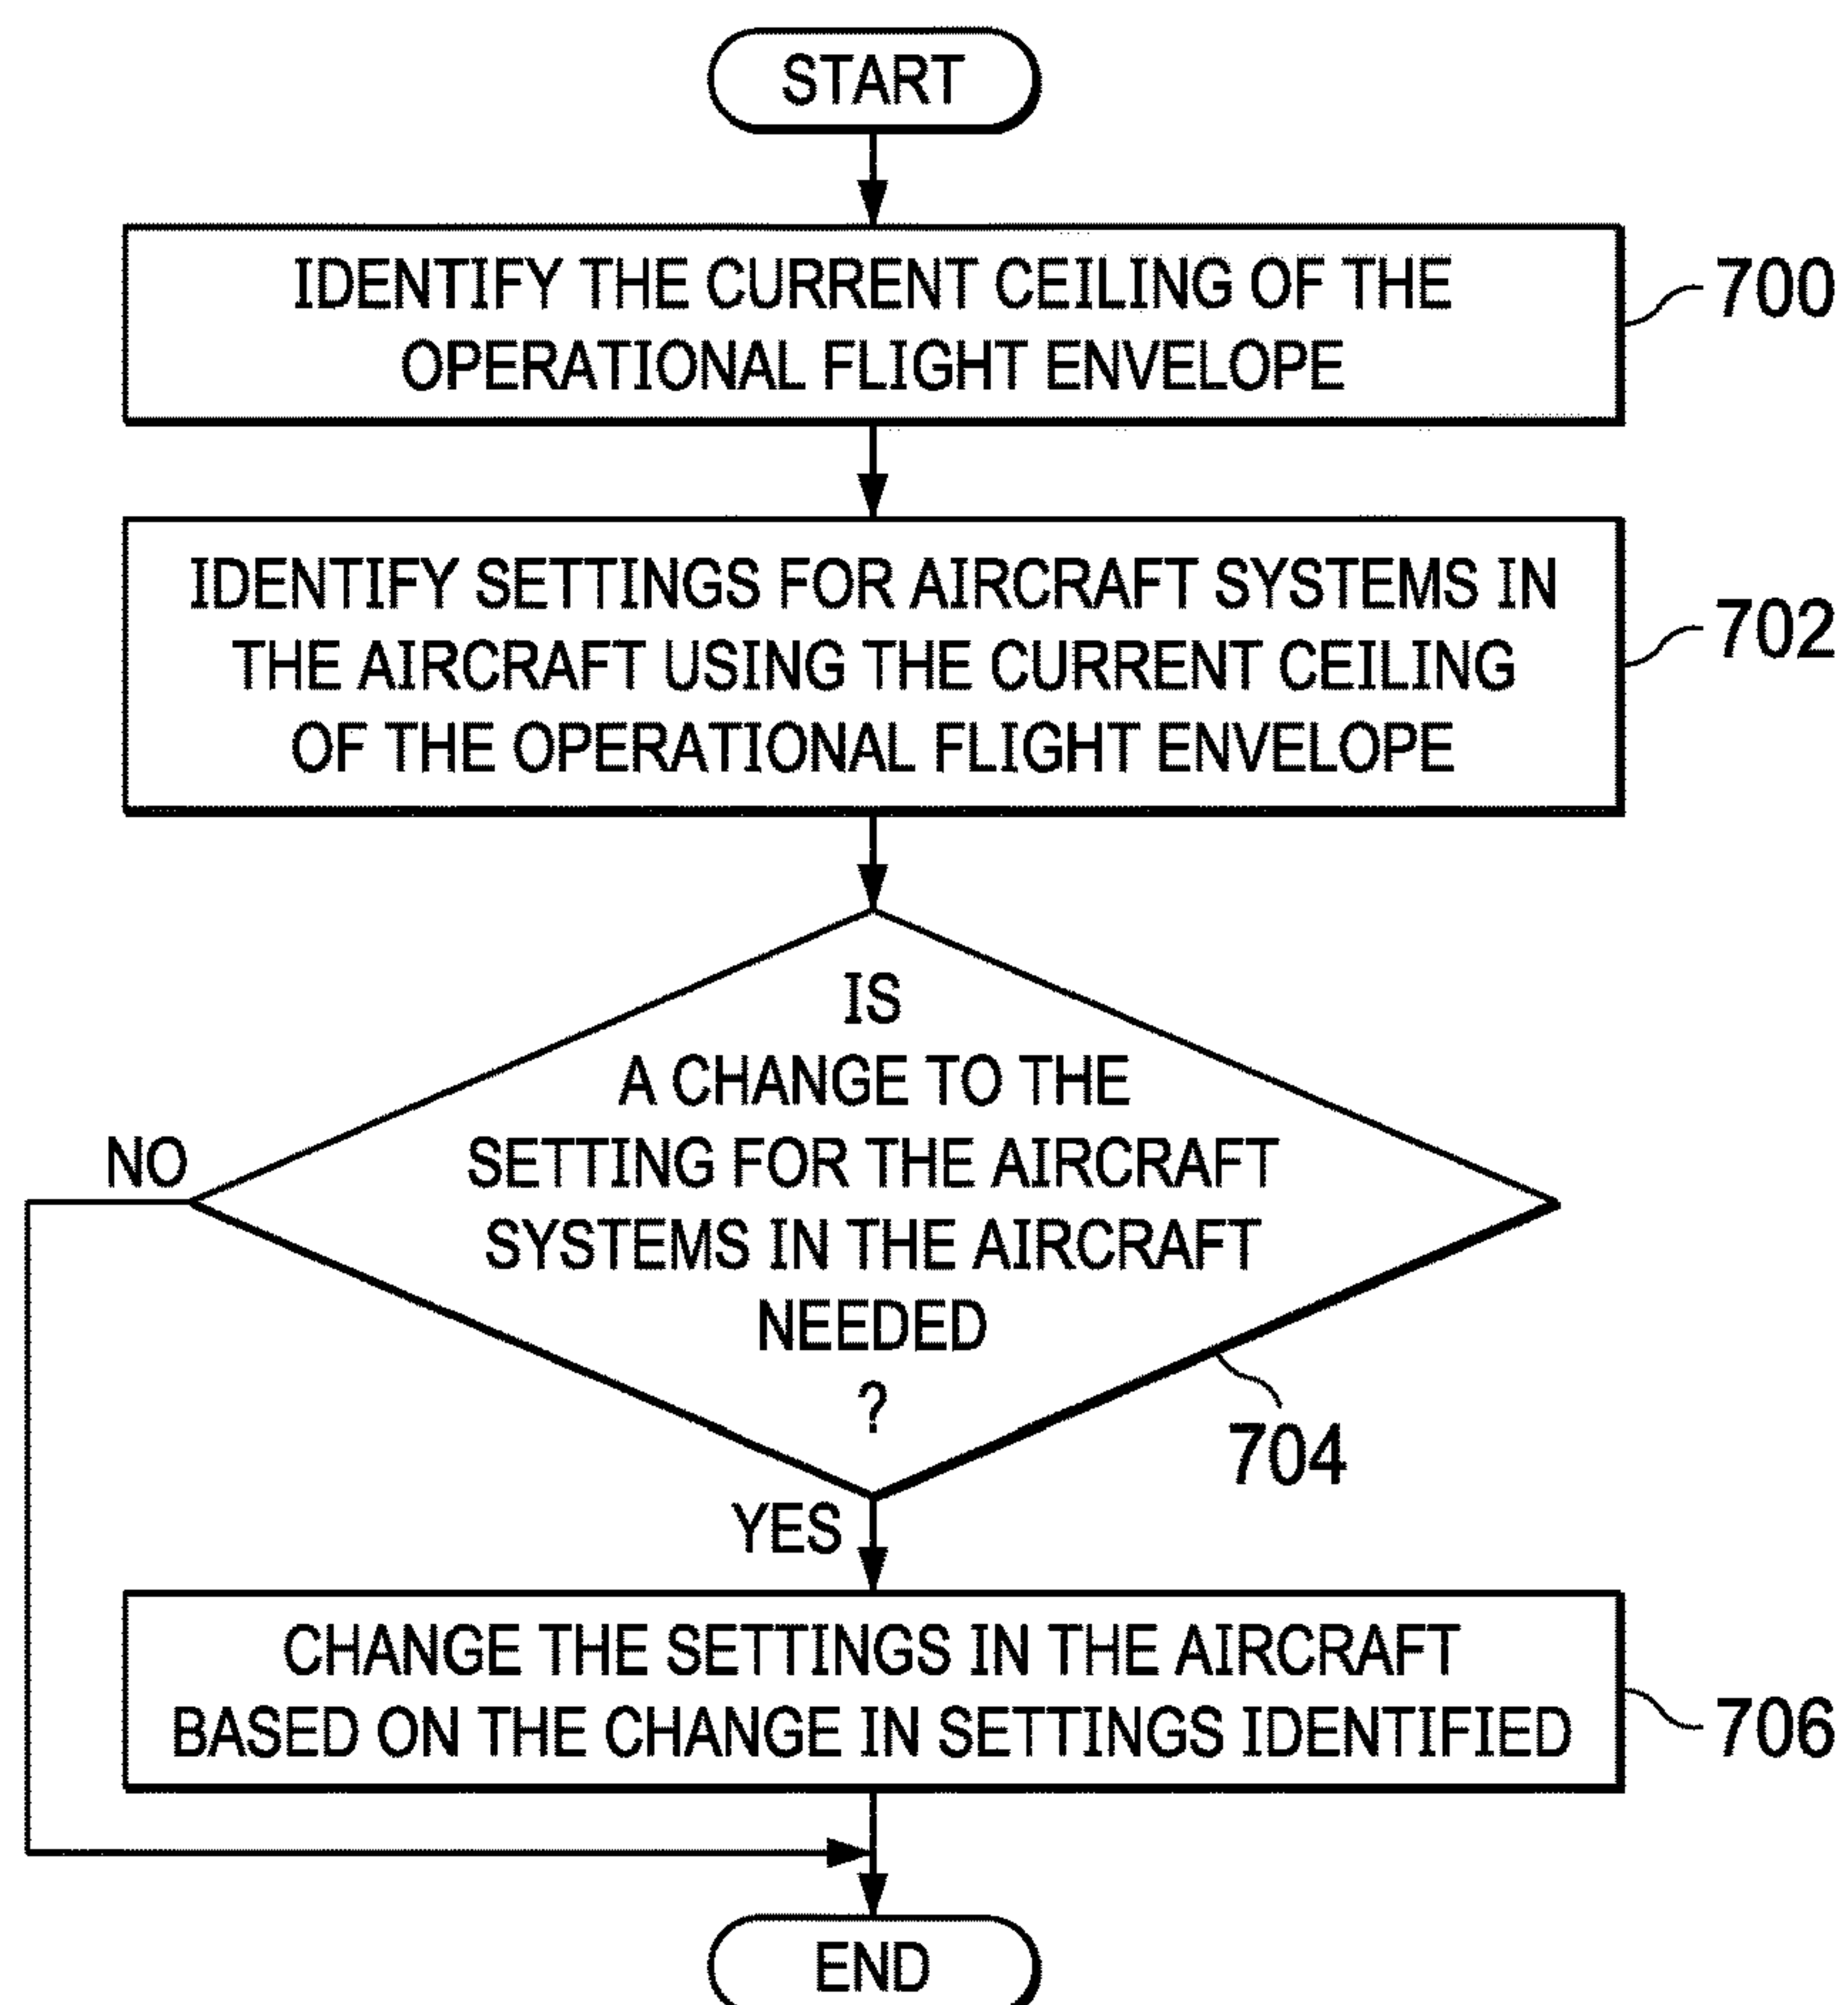 START
IDENTIFY THE CURRENT CEILING OF THE
OPERATIONAL FLIGHT ENVELOPE
700
IDENTIFY SETTINGS FOR AIRCRAFT SYSTEMS IN
THE AIRCRAFT USING THE CURRENT CEILING
OF THE OPERATIONAL FLIGHT ENVELOPE
702
IS
A CHANGE TO THE
SETTING FOR THE AIRCRAFT
SYSTEMS IN THE AIRCRAFT
NEEDED
?
NO
704
YES
CHANGE THE SETTINGS IN THE AIRCRAFT
BASED ON THE CHANGE IN SETTINGS IDENTIFIED
706
END